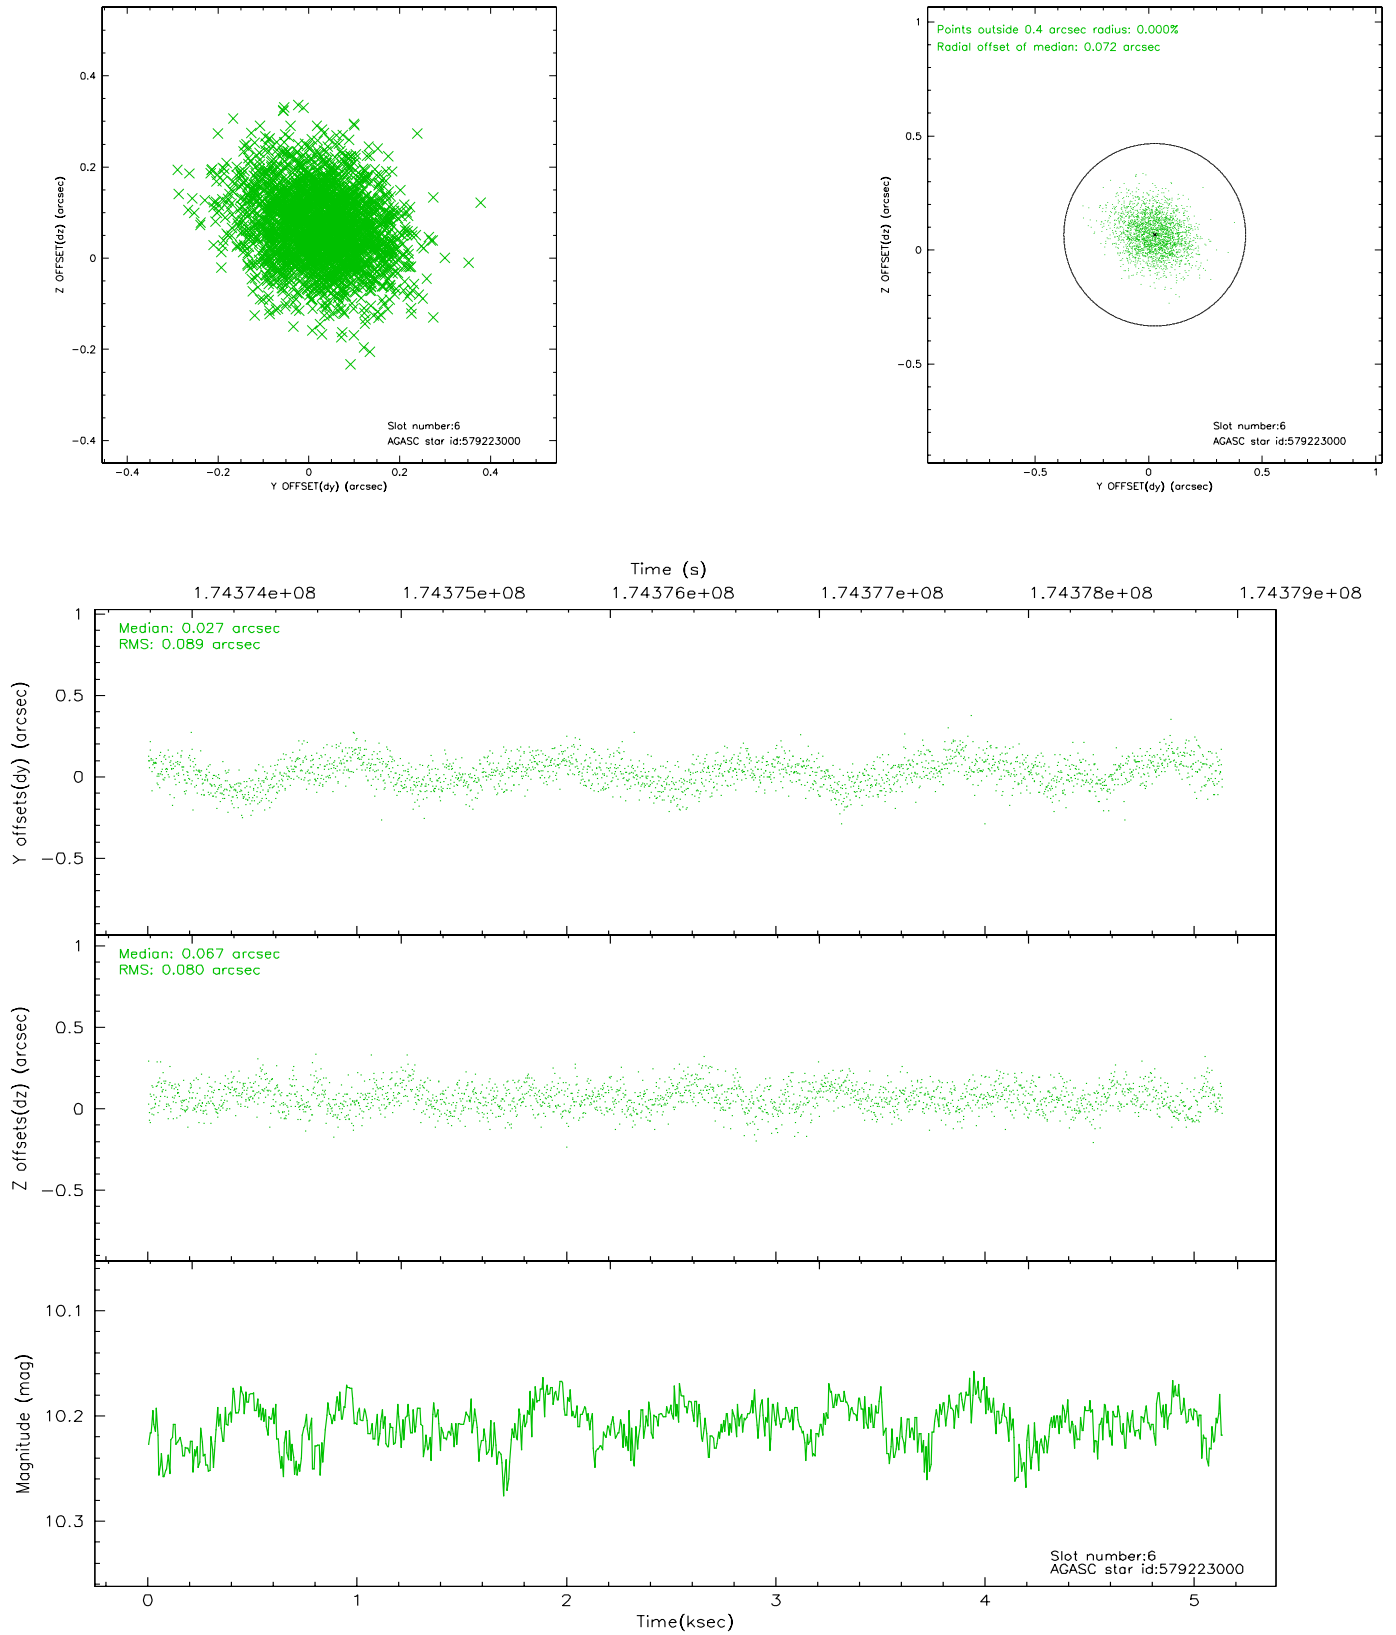 0.4
0.2
0
-0.2
-0.4
Z OFFSET(dz) (arcsec)
Slot number:6
AGASC star id:579223000
-0.4 -0.2 0 0.2 0.4
Y OFFSET(dy) (arcsec)
1
0.5
0
-0.5
Z OFFSET(dz) (arcsec)
Points outside 0.4 arcsec radius: 0.000%
Radial offset of median: 0.072 arcsec
Slot number:6
AGASC star id:579223000
-0.5 0 0.5 1
Y OFFSET(dy) (arcsec)
Time (s)
1.74374e+08 1.74375e+08 1.74376e+08 1.74377e+08 1.74378e+08 1.74379e+08
Median: 0.027 arcsec
RMS: 0.089 arcsec
1
0.5
0
-0.5
Y offsets(dy) (arcsec)
Median: 0.067 arcsec
RMS: 0.080 arcsec
1
0.5
0
-0.5
Z offsets(dz) (arcsec)
10.1
10.2
10.3
Magnitude (mag)
Slot number:6
AGASC star id:579223000
0 1 2 3 4 5
Time(ksec)